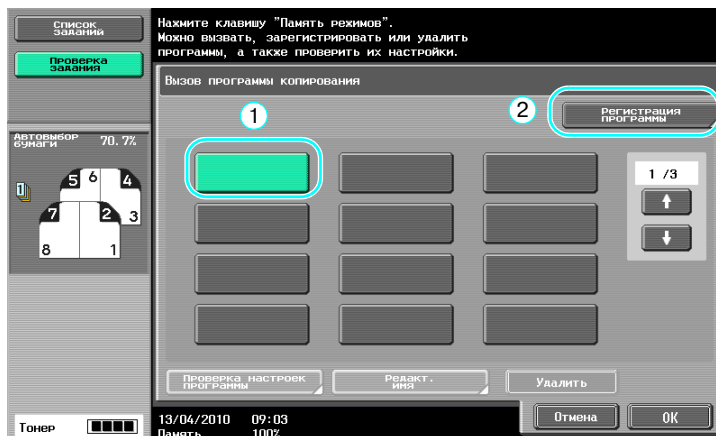 Список
заданий
Проверка
задания
Нажмите клавишу "Память режимов".
Можно вызвать, зарегистрировать или удалить
программы, а также проверить их настройки.
Вызов программы копирования
1
2
Регистрация
программы
Автовыбор
бумаги
70.7%
1
5 6 4
7 2 3
8 1
1 /3
Проверка настроек
программы
Редакт.
имя
Удалить
Отмена
OK
Тонер
13/04/2010 09:03
Память 100%